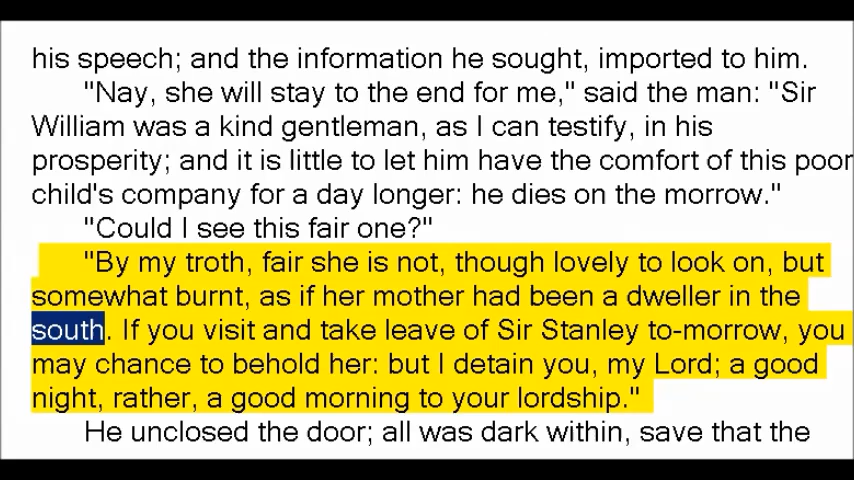 his speech; and the information he sought, imported to him.
"Nay, she will stay to the end for me," said the man: "Sir
William was a kind gentleman, as I can testify, in his
prosperity; and it is little to let him have the comfort of this poor
child's company for a day longer: he dies on the morrow."
"Could I see this fair one?"
"By my troth, fair she is not, though lovely to look on, but
somewhat burnt, as if her mother had been a dweller in the
south. If you visit and take leave of Sir Stanley to-morrow, you
may chance to behold her: but I detain you, my Lord; a good
night, rather, a good morning to your lordship."
He unclosed the door; all was dark within, save that the